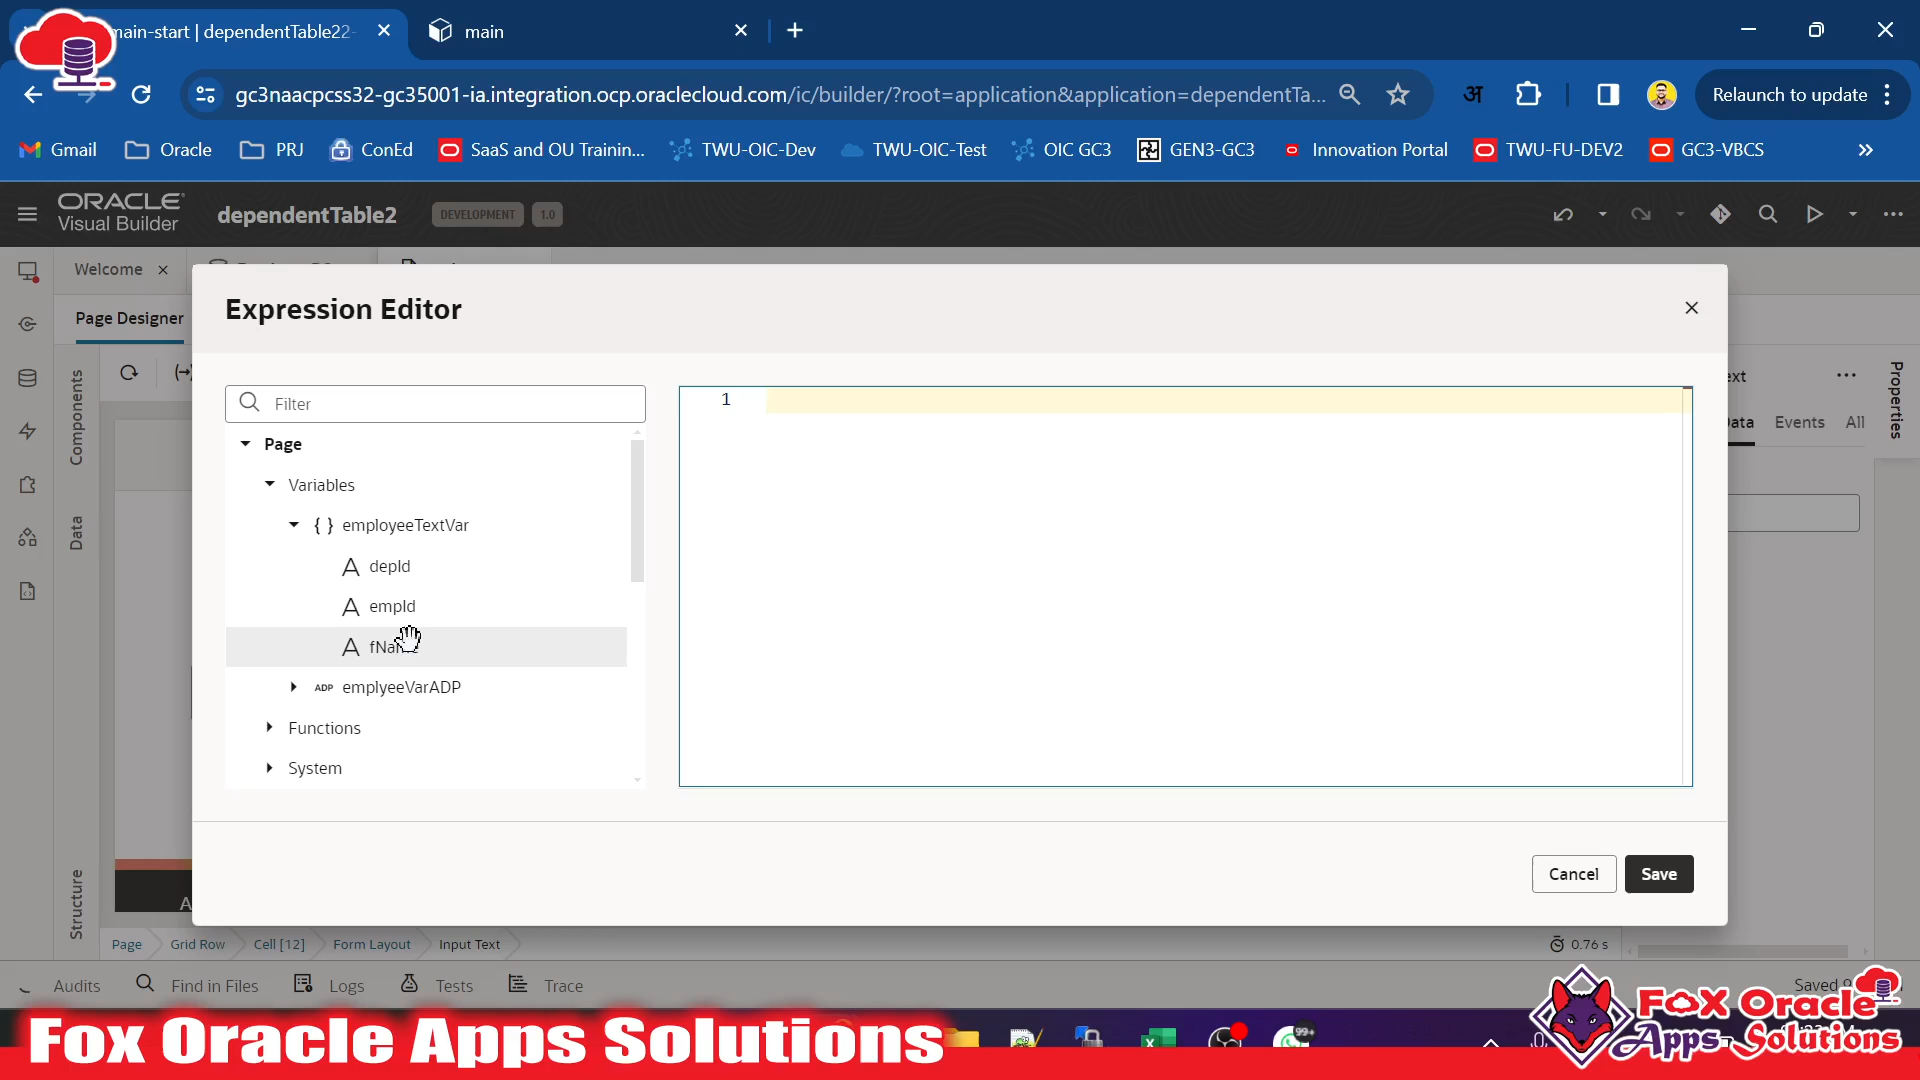 main-start | dependentTable22-
main
gc3naacpcss32-gc35001-ia.integration.ocp.oraclecloud.com/ic/builder/?root=application&application=dependentTa...
अ
Relaunch to update
Gmail
Oracle
PRJ
ConEd
SaaS and OU Trainin...
TWU-OIC-Dev
TWU-OIC-Test
OIC GC3
GEN3-GC3
Innovation Portal
TWU-FU-DEV2
GC3-VBCS
ORACLE
Visual Builder
dependentTable2
DEVELOPMENT
1.0
Welcome
Page Designer
Components
Data
Structure
Expression Editor
Filter
Page
Variables
employeeTextVar
depId
empId
ADP emplyeeVarADP
Functions
System
1
Cancel
Save
Events
All
Properties
Page
Grid Row
Cell [12]
Form Layout
Input Text
0.76 s
Audits
Find in Files
Logs
Tests
Trace
Saved
Fox Oracle Apps Solutions
99+
Fox Oracle
Apps Solutions